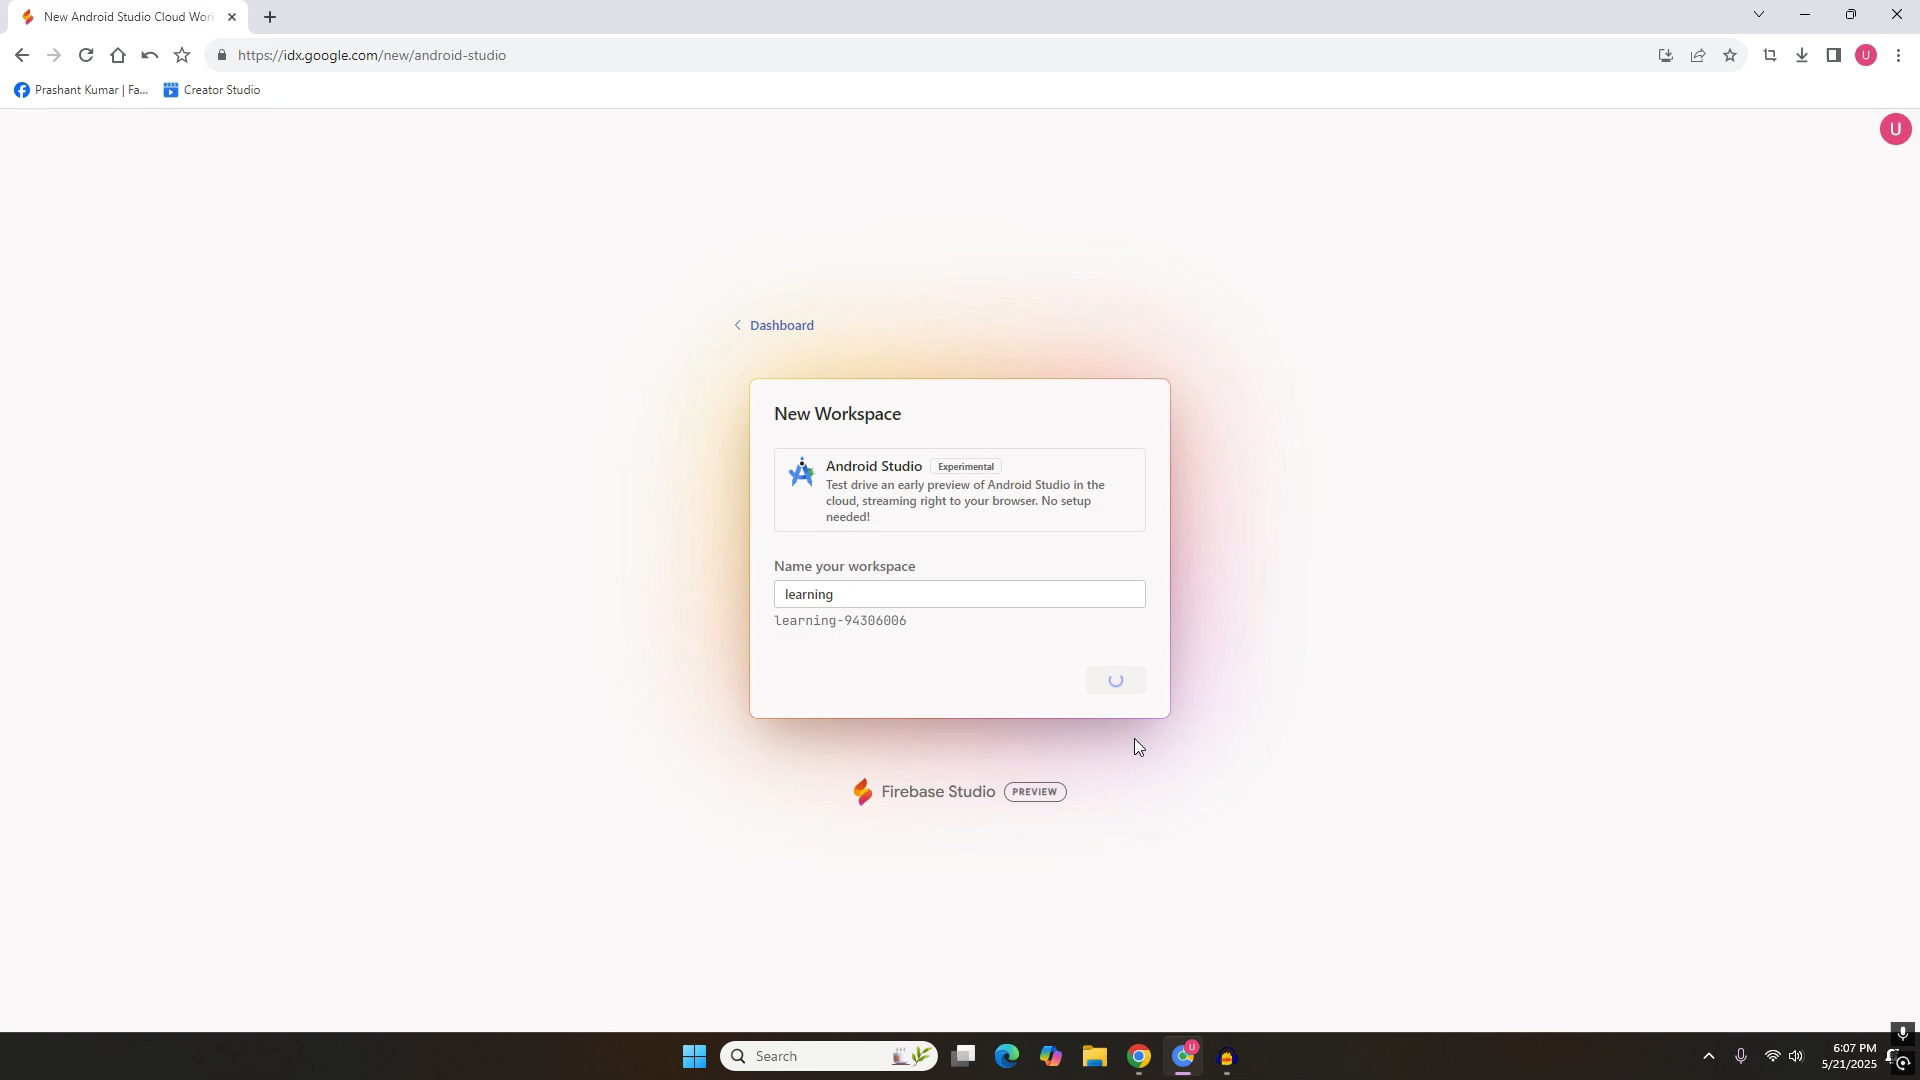 New Android Studio Cloud Wor
https://idx.google.com/new/android-studio
U
Prashant Kumar | Fa...
Creator Studio
U
Dashboard
New Workspace
Android Studio
Experimental
Test drive an early preview of Android Studio in the
cloud, streaming right to your browser. No setup
needed!
Name your workspace
learning
learning-94306006
Firebase Studio
PREVIEW
Search
U
6:07 PM
5/21/2025